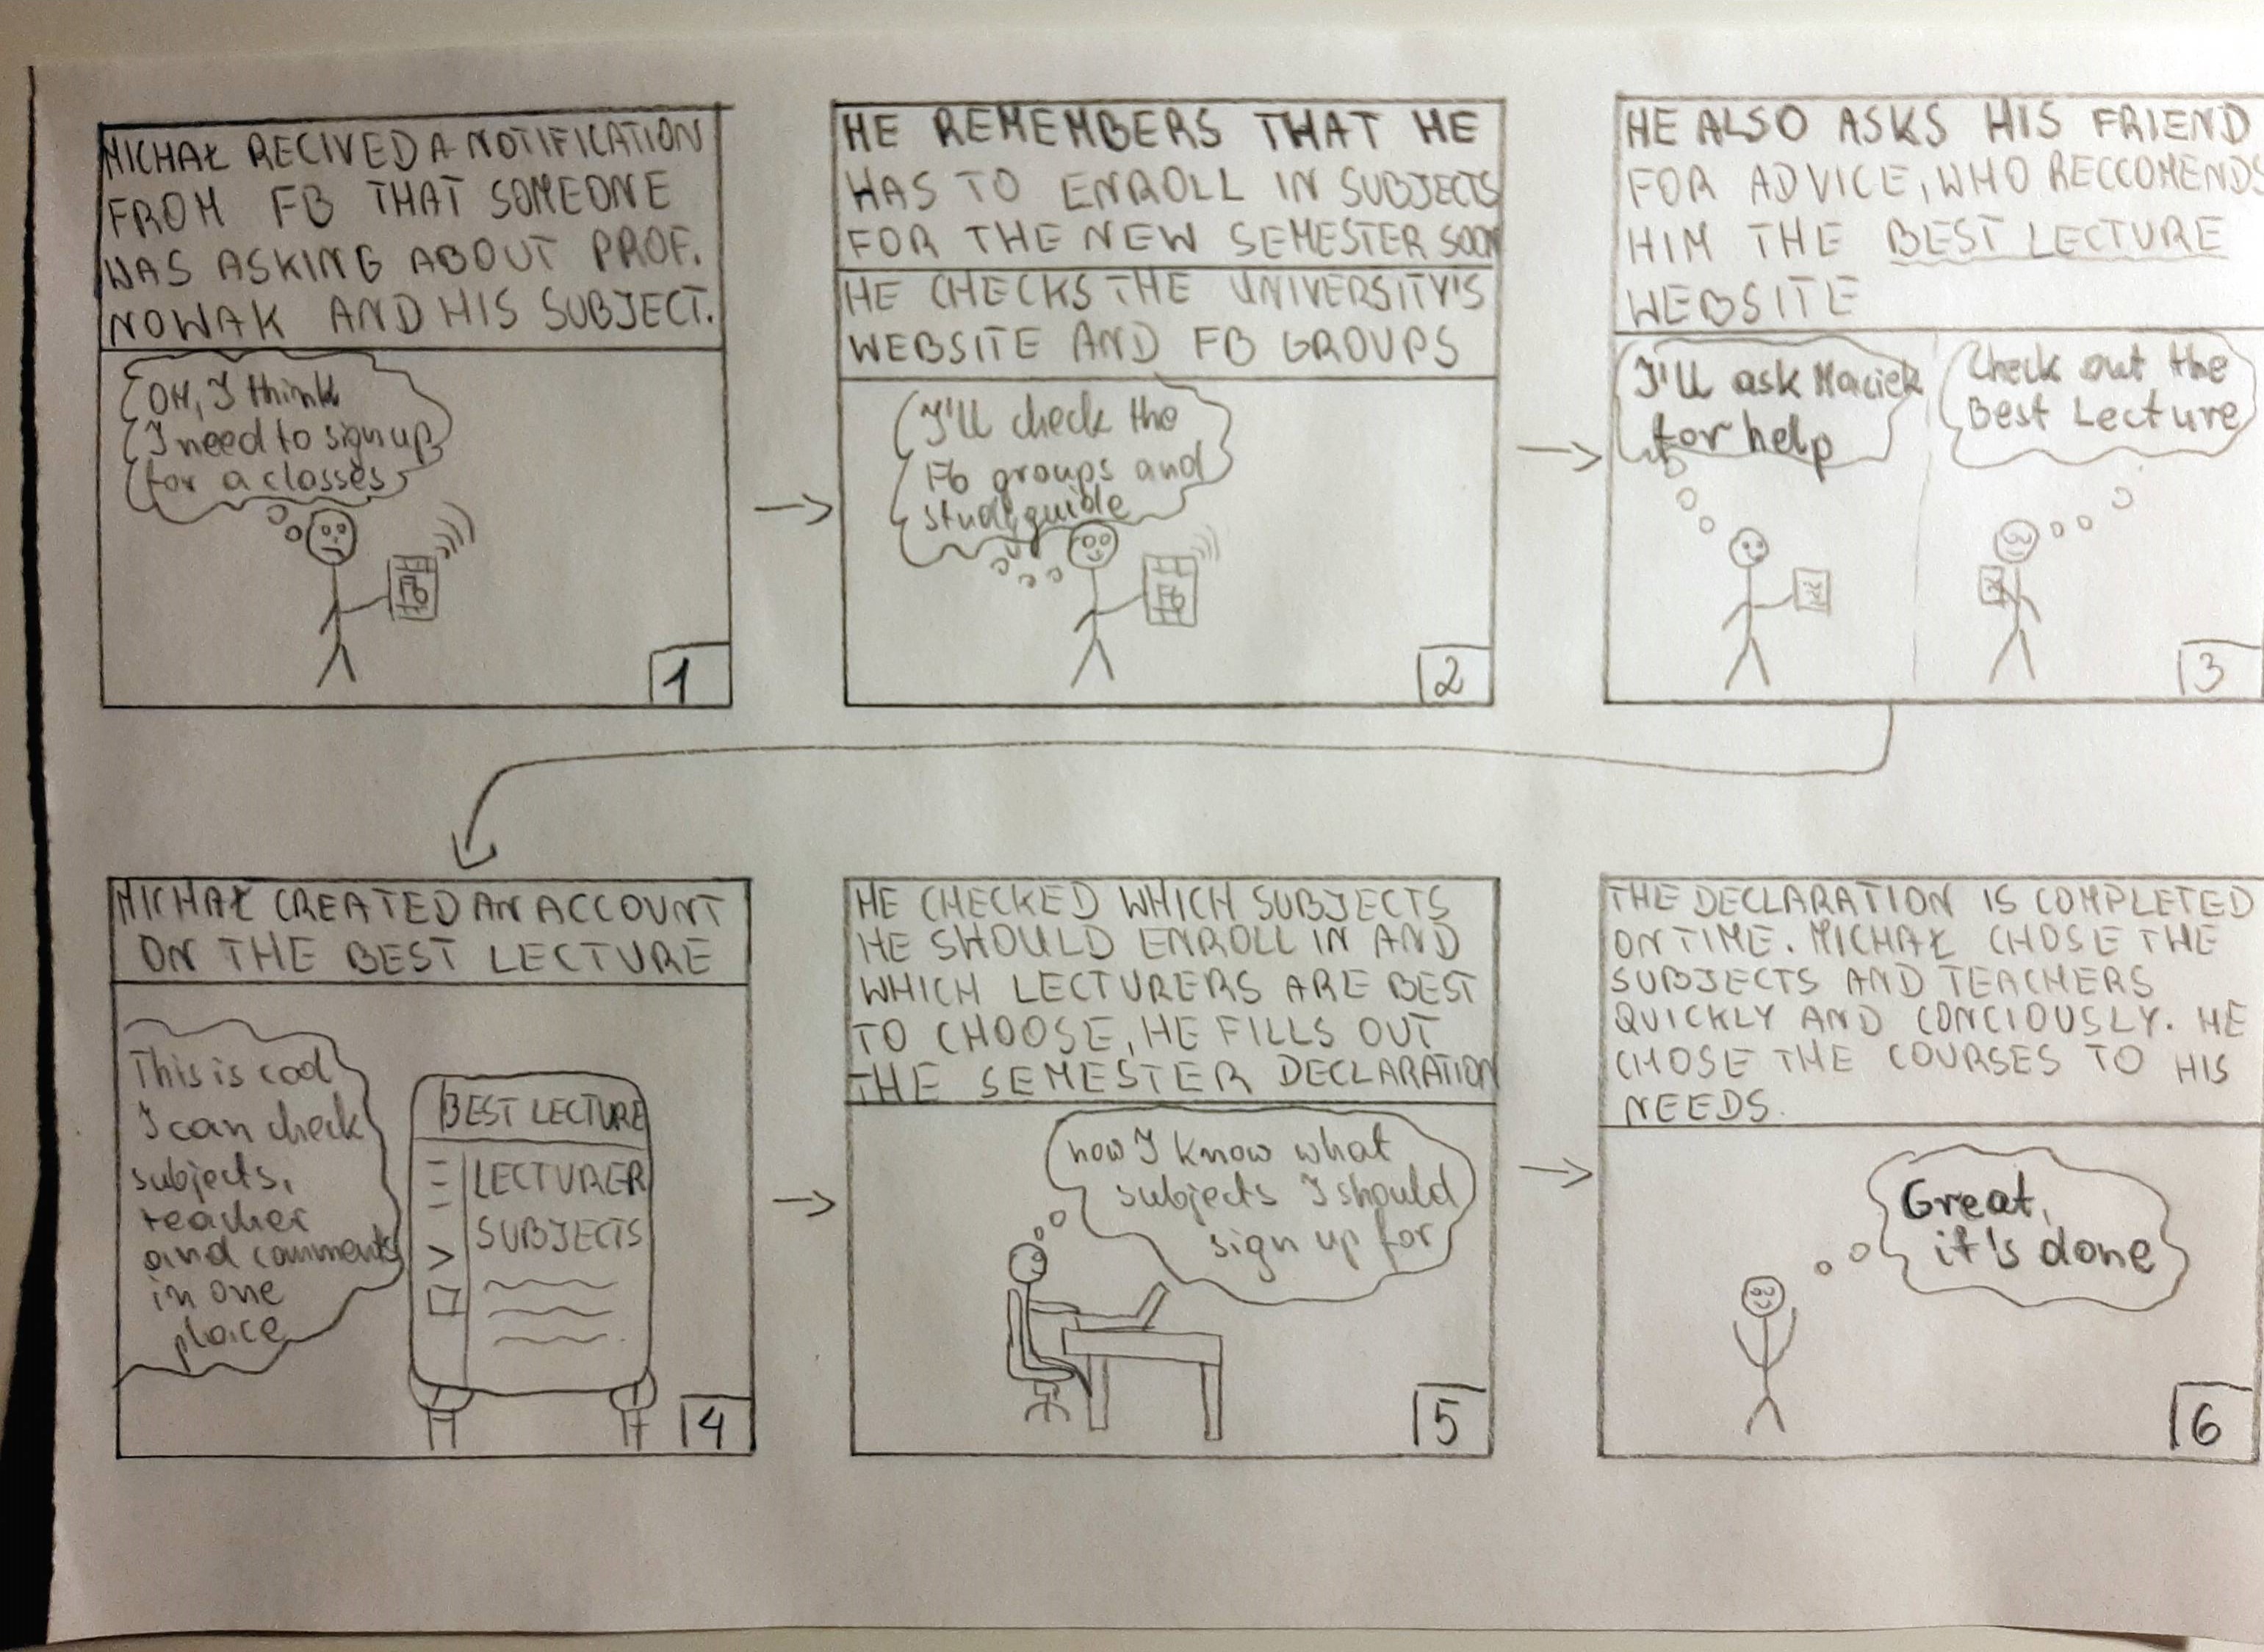 MICHAŁ RECIVED A NOTIFICATION
FROM FB THAT SOMEONE
WAS ASKING ABOUT PROF.
NOWAK AND HIS SUBJECT.
OH, I think
I need to sign up
for a classes
Fb
1
HE REMEMBERS THAT HE
HAS TO ENROLL IN SUBJECTS
FOR THE NEW SEMESTER SOON
HE CHECKS THE UNIVERSITY'S
WEBSITE AND FB GROUPS
I'll check the
Fb groups and
study guide
Fb
2
HE ALSO ASKS HIS FRIEND
FOR ADVICE, WHO RECCOMENDS
HIM THE BEST LECTURE
WEBSITE
I'll ask Maciek
for help
Check out the
Best Lecture
3
MICHAŁ CREATED AN ACCOUNT
ON THE BEST LECTURE
This is cool
I can check
subjects,
teacher
and comments
in one
place
BEST LECTURE
LECTURER
SUBJECTS
4
HE CHECKED WHICH SUBJECTS
HE SHOULD ENROLL IN AND
WHICH LECTURERS ARE BEST
TO CHOOSE, HE FILLS OUT
THE SEMESTER DECLARATION
now I know what
subjects I should
sign up for
5
THE DECLARATION IS COMPLETED
ON TIME. MICHAŁ CHOSE THE
SUBJECTS AND TEACHERS
QUICKLY AND CONCIOUSLY. HE
CHOSE THE COURSES TO HIS
NEEDS.
Great,
it's done
6